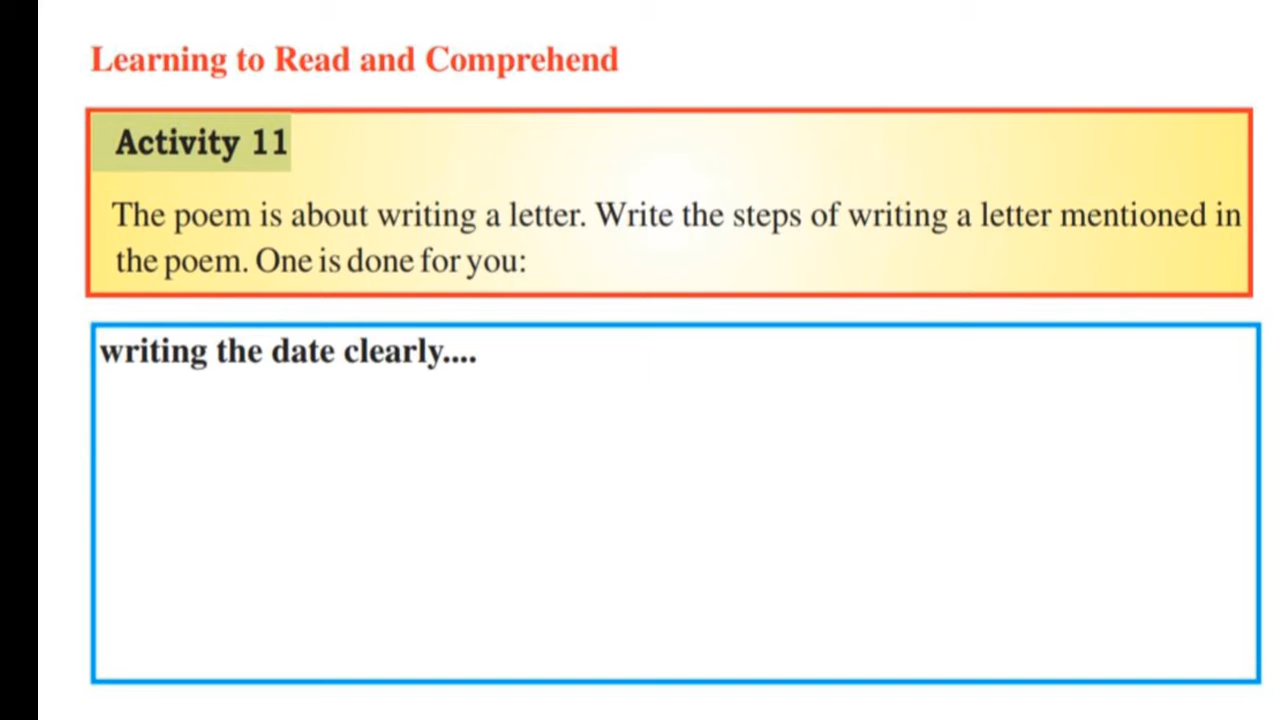 Learning to Read and Comprehend
Activity 11
The poem is about writing a letter. Write the steps of writing a letter mentioned in
the poem. One is done for you:
writing the date clearly....